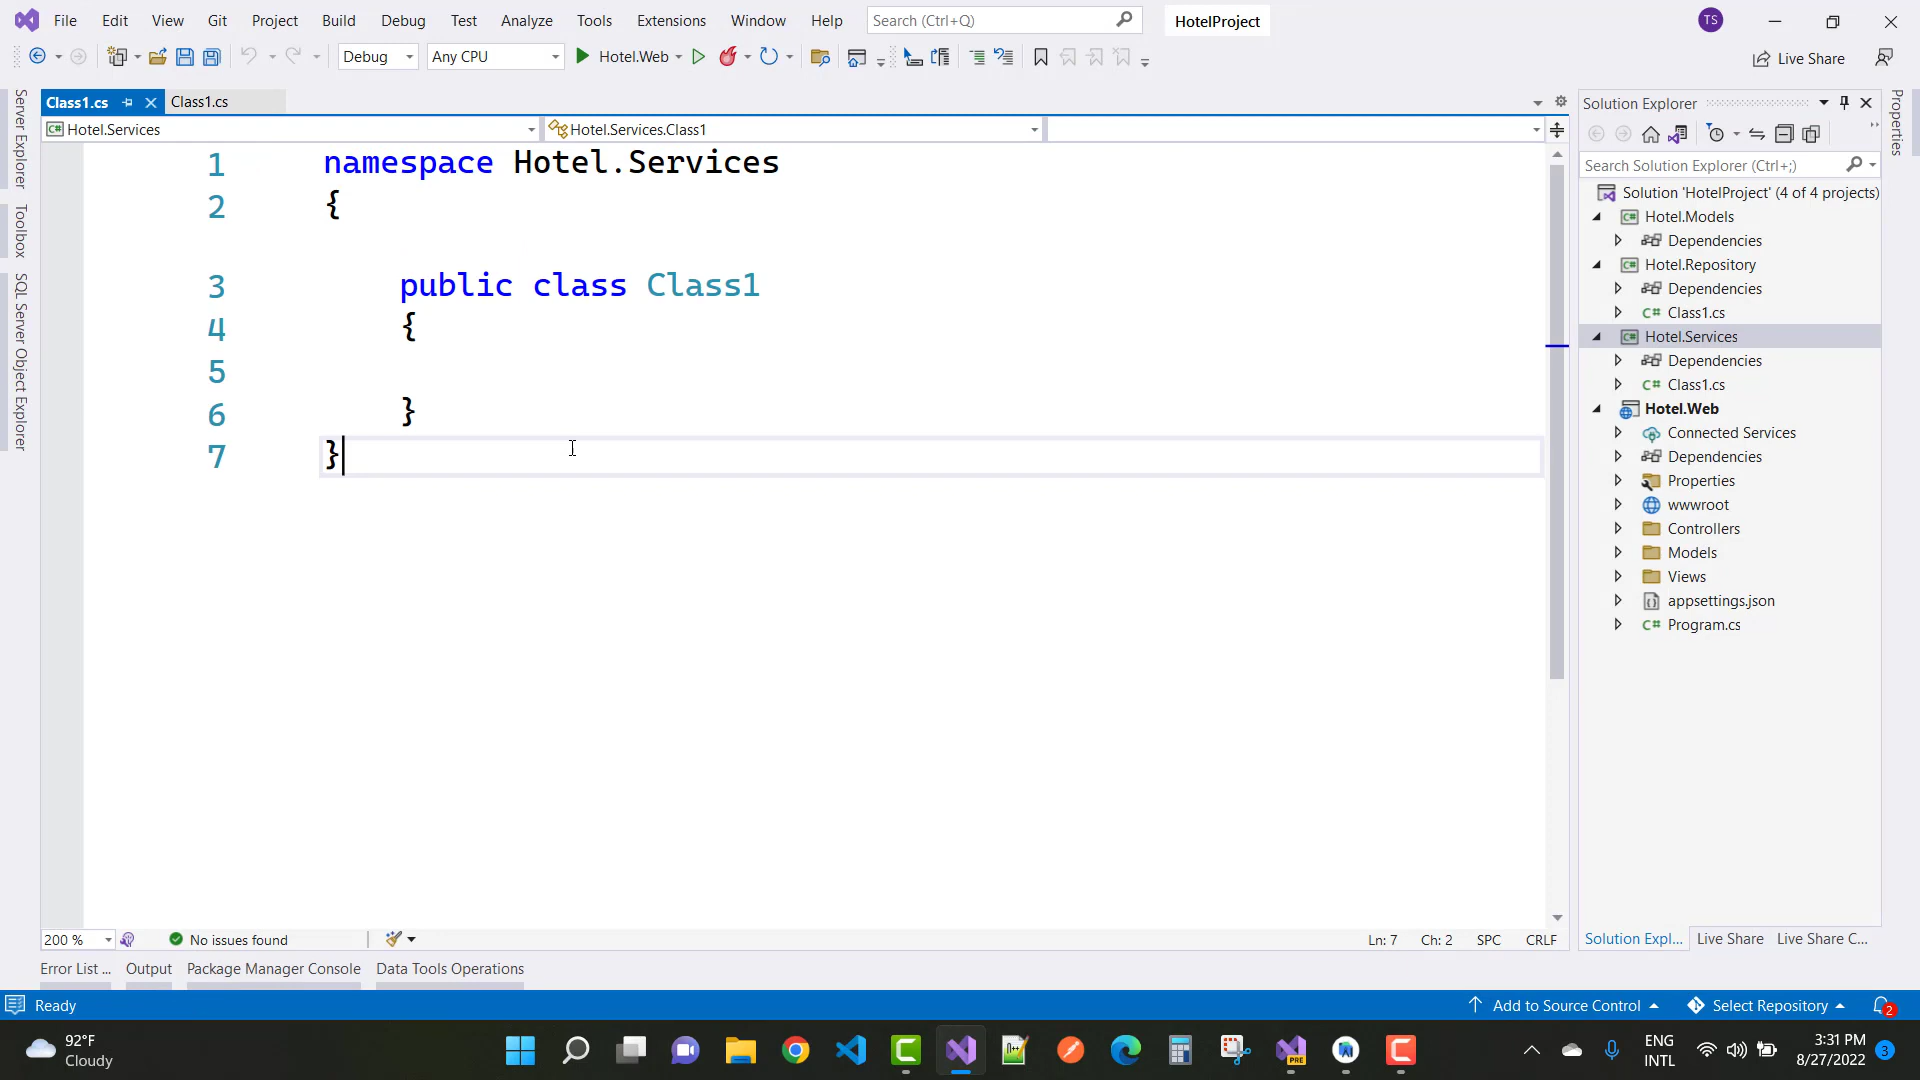 File Edit View Git Project Build Debug Test Analyze Tools Extensions Window Help Search (Ctrl+Q) HotelProject TS
Debug Any CPU Hotel.Web Live Share
Class1.cs Class1.cs
Hotel.Services Hotel.Services.Class1
Server Explorer
Toolbox
SQL Server Object Explorer
1 namespace Hotel.Services
2 {
3 public class Class1
4 {
5
6 }
7 }
200 % No issues found Ln: 7 Ch: 2 SPC CRLF
Solution Explorer
Search Solution Explorer (Ctrl+;)
Solution 'HotelProject' (4 of 4 projects)
Hotel.Models
Dependencies
Hotel.Repository
Dependencies
C# Class1.cs
Hotel.Services
Dependencies
C# Class1.cs
Hotel.Web
Connected Services
Dependencies
Properties
wwwroot
Controllers
Models
Views
appsettings.json
C# Program.cs
Solution Expl... Live Share Live Share C...
Properties
Error List ... Output Package Manager Console Data Tools Operations
Ready Add to Source Control Select Repository 2
92°F
Cloudy
PRE
ENG
INTL
3:31 PM
8/27/2022
3